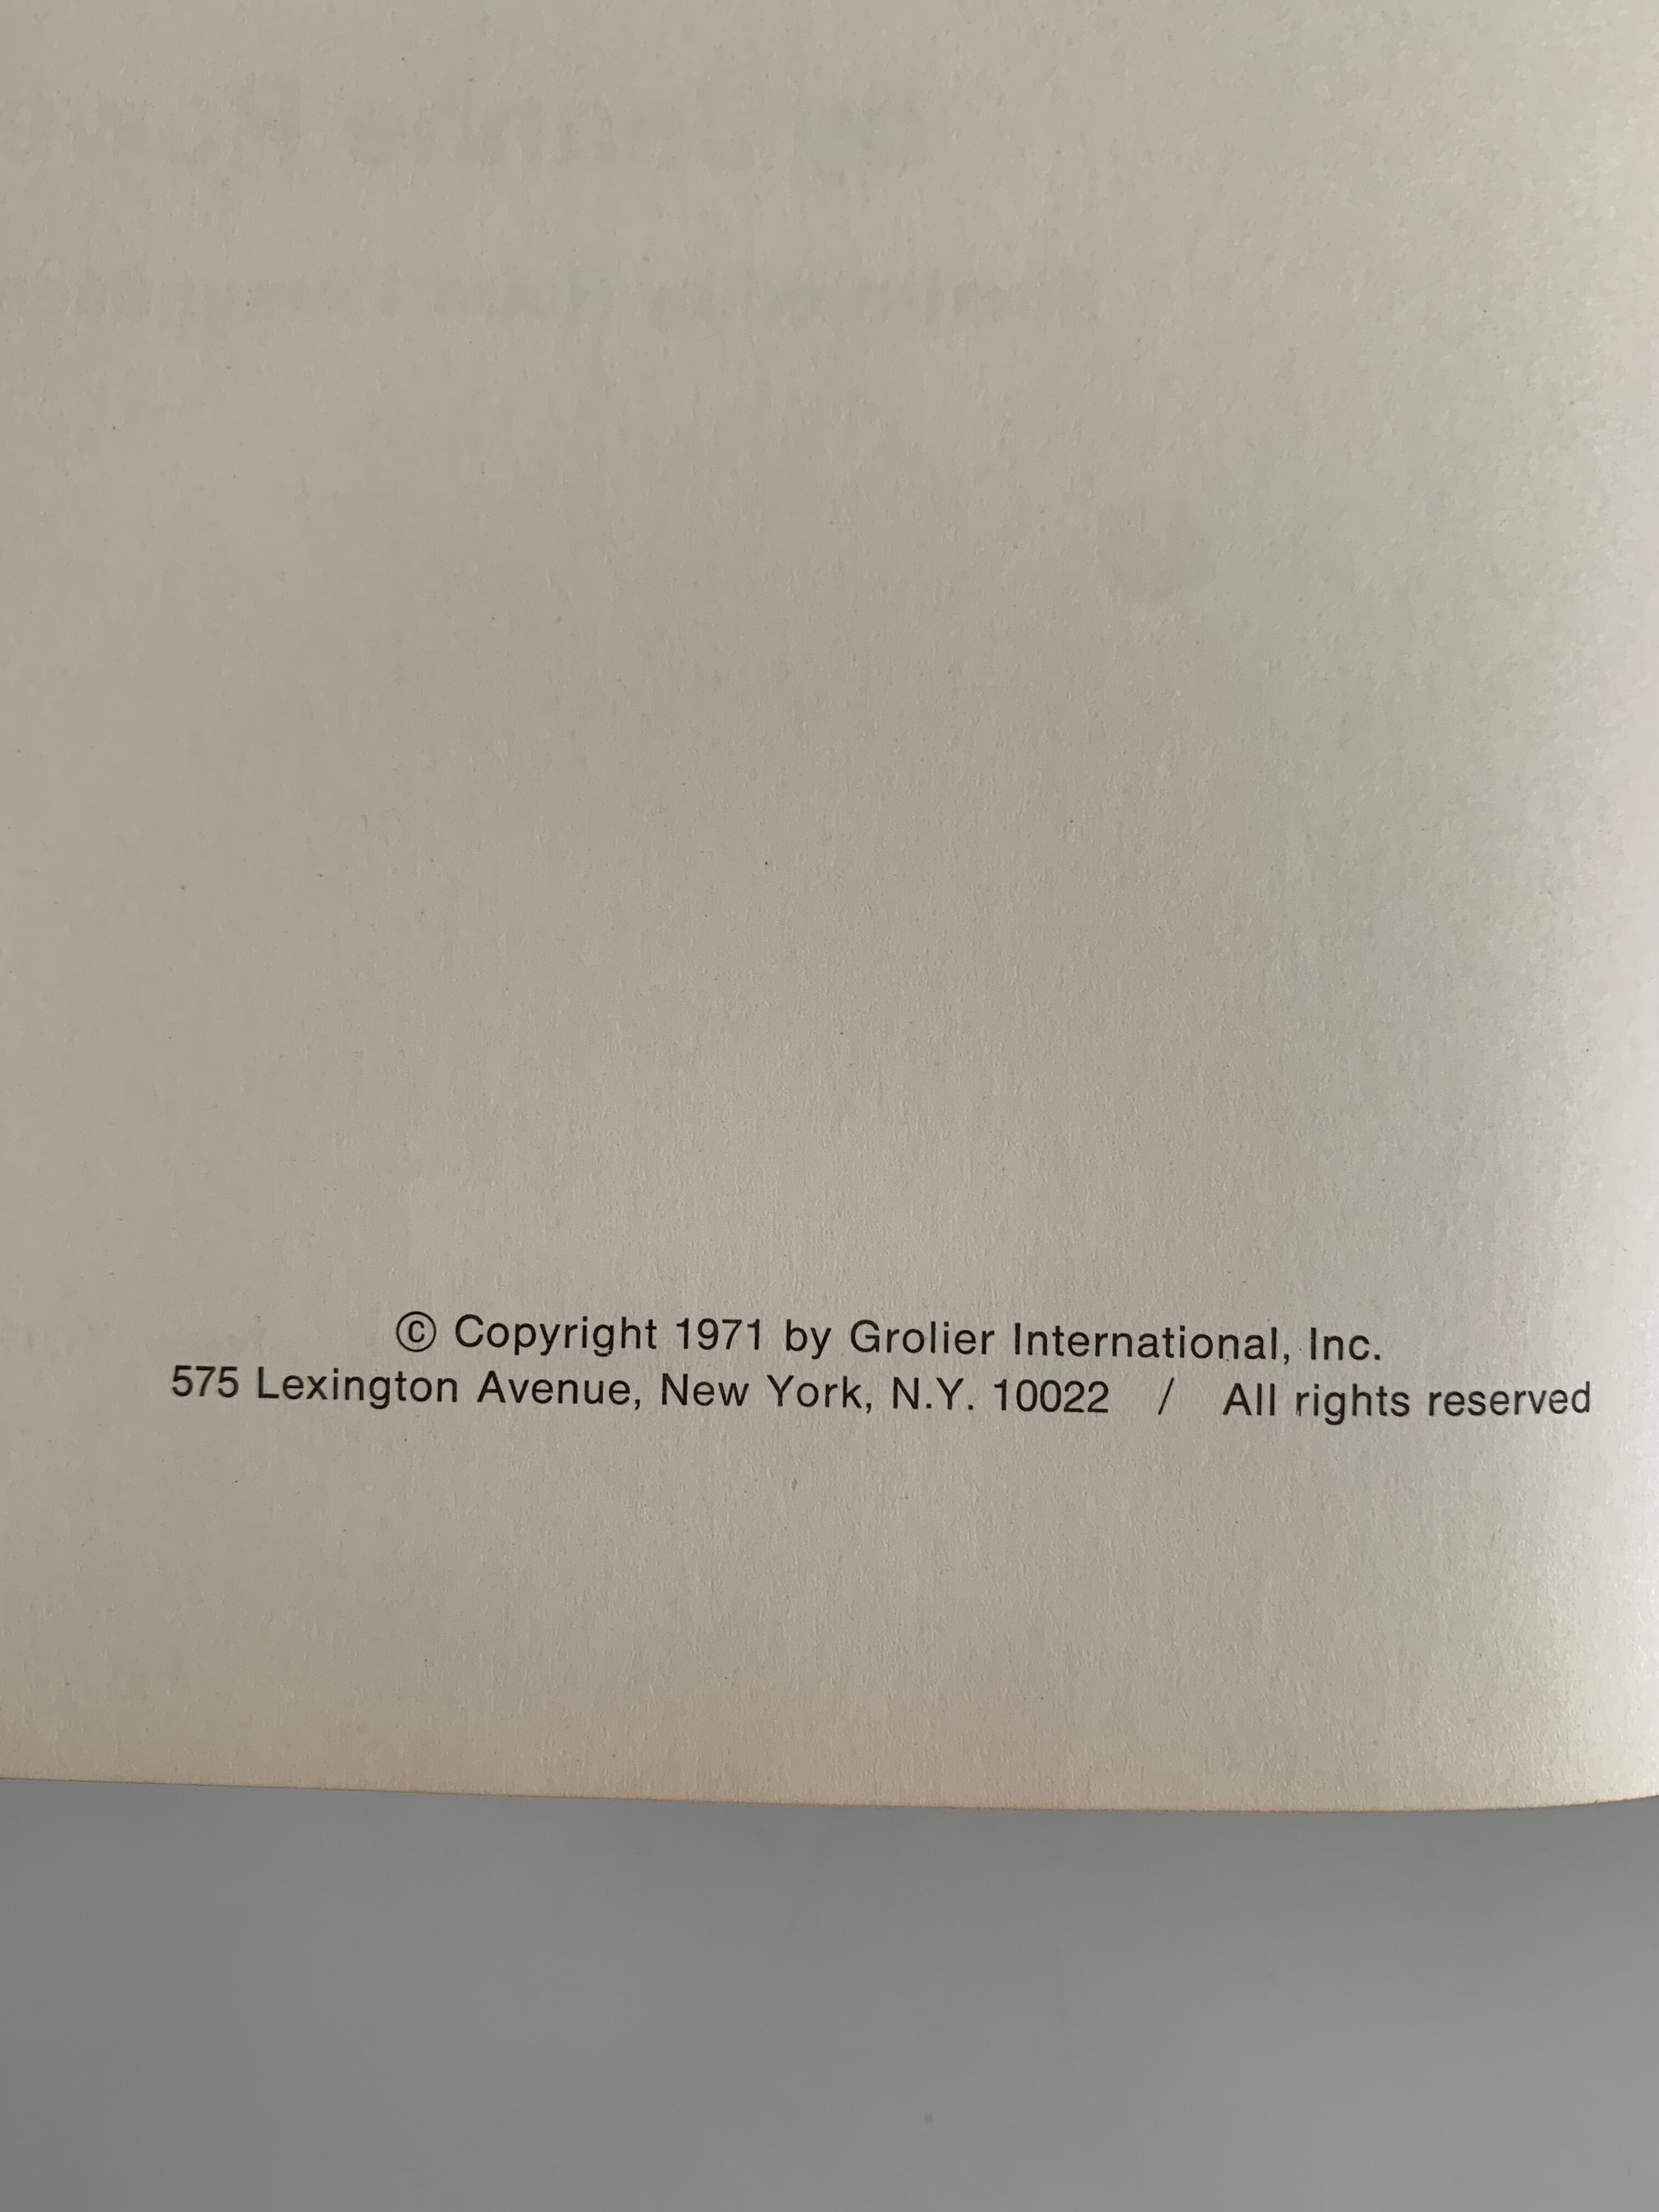 © Copyright 1971 by Grolier International, Inc.
575 Lexington Avenue, New York, N.Y. 10022 / All rights reserved